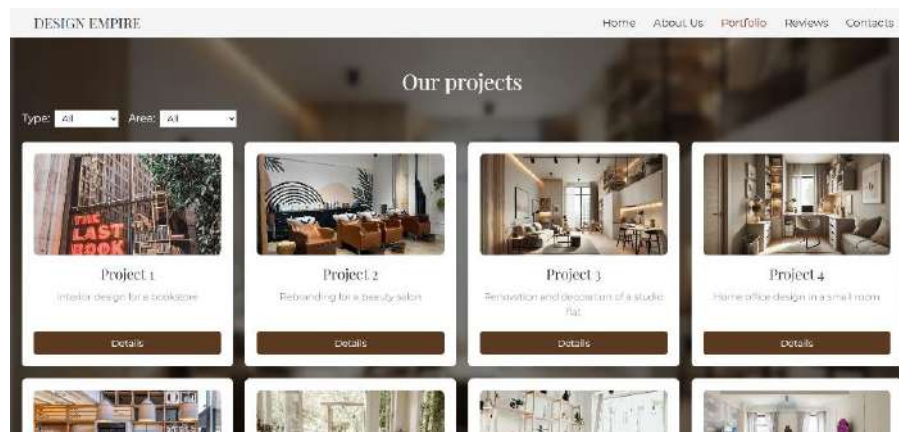 DESIGN EMPIRE
Home About Us Portfolio Reviews Contacts
Our projects
Type: All Area: All
THE
LAST
BOOK
Project 1
Interior design for a bookstore
Details
Project 2
Rebranding for a beauty salon
Details
Project 3
Renovation and decoration of a studio
flat
Details
Project 4
Home office design in a small room
Details